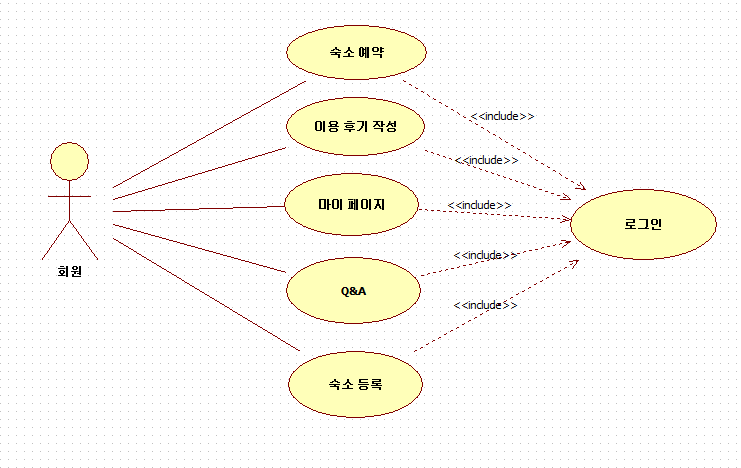 숙소 예약
<<include>>
이용 후기 작성
<<include>>
마이 페이지
<<include>>
로그인
회원
Q&A
<<include>>
<<include>>
숙소 등록